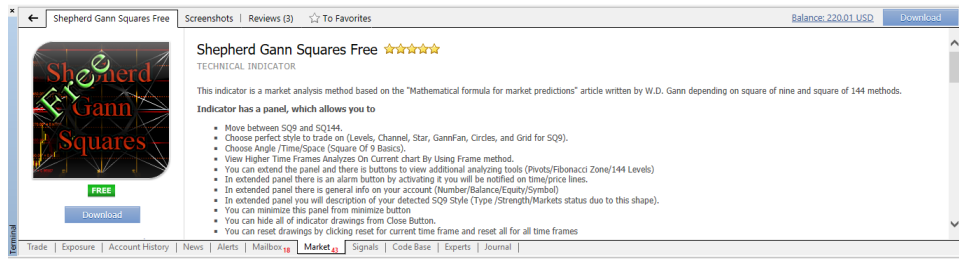 Shepherd Gann Squares Free Screenshots | Reviews (3) To Favorites Balance: 220.01 USD Download
Shepherd
Gann
Squares
Free
FREE
Download
Shepherd Gann Squares Free
TECHNICAL INDICATOR
This indicator is a market analysis method based on the "Mathematical formula for market predictions" article written by W.D. Gann depending on square of nine and square of 144 methods.
Indicator has a panel, which allows you to
Move between SQ9 and SQ144.
Choose perfect style to trade on (Levels, Channel, Star, GannFan, Circles, and Grid for SQ9).
Choose Angle /Time/Space (Square Of 9 Basics).
View Higher Time Frames Analyzes On Current chart By Using Frame method.
You can extend the panel and there is buttons to view additional analyzing tools (Pivots/Fibonacci Zone/144 Levels)
In extended panel there is an alarm button by activating it you will be notified on time/price lines.
In extended panel there is general info on your account (Number/Balance/Equity/Symbol)
In extended panel you will description of your detected SQ9 Style (Type /Strength/Markets status duo to this shape).
You can minimize this panel from minimize button
You can hide all of indicator drawings from Close Button.
You can reset drawings by clicking reset for current time frame and reset all for all time frames
Terminal
Trade | Exposure | Account History | News | Alerts | Mailbox 18 | Market 43 | Signals | Code Base | Experts | Journal |